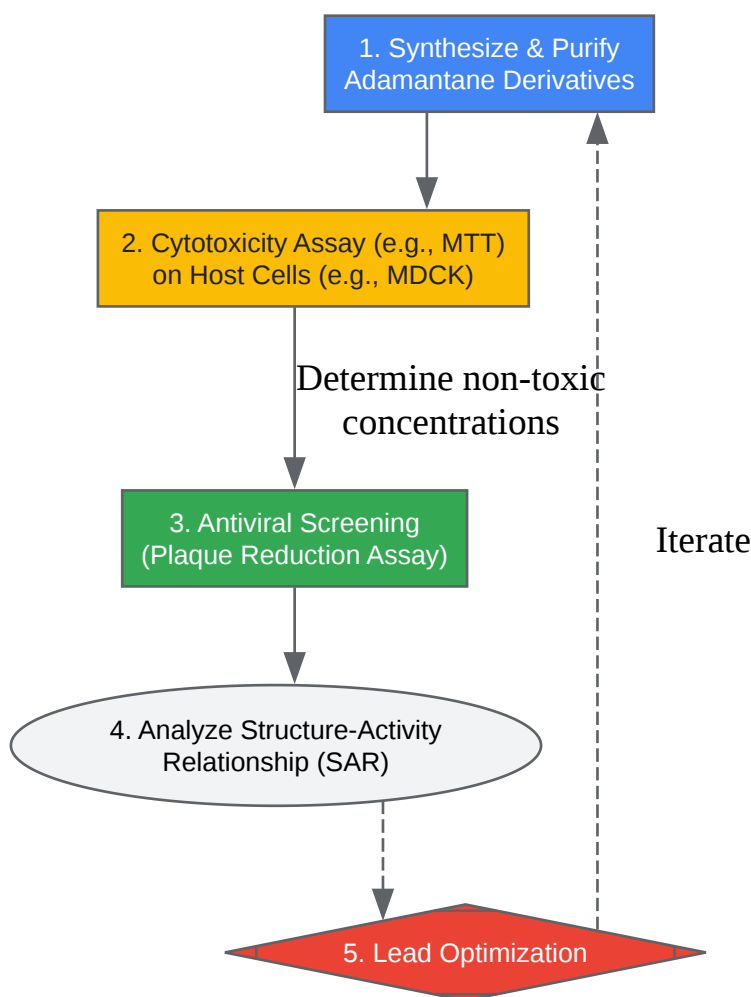 1. Synthesize & Purify
Adamantane Derivatives
2. Cytotoxicity Assay (e.g., MTT)
on Host Cells (e.g., MDCK)
Determine non-toxic
concentrations
3. Antiviral Screening
(Plaque Reduction Assay)
Iterate
4. Analyze Structure-Activity
Relationship (SAR)
5. Lead Optimization